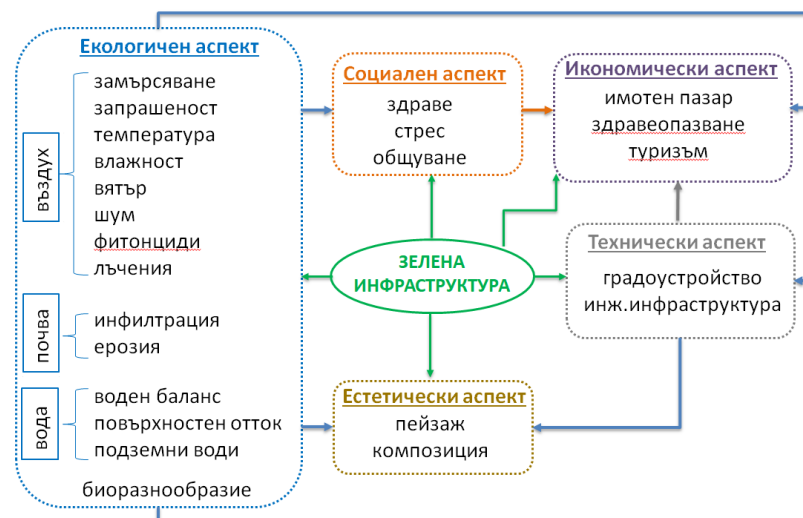 Екологичен аспект
въздух
замърсяване
запрашеност
температура
влажност
вятър
шум
фитонциди
лъчения
почва
инфилтрация
ерозия
вода
воден баланс
повърхностен отток
подземни води
биоразнообразие
Социален аспект
здраве
стрес
общуване
Икономически аспект
имотен пазар
здравеопазване
туризъм
ЗЕЛЕНА
ИНФРАСТРУКТУРА
Технически аспект
градоустройство
инж.инфраструктура
Естетически аспект
пейзаж
композиция